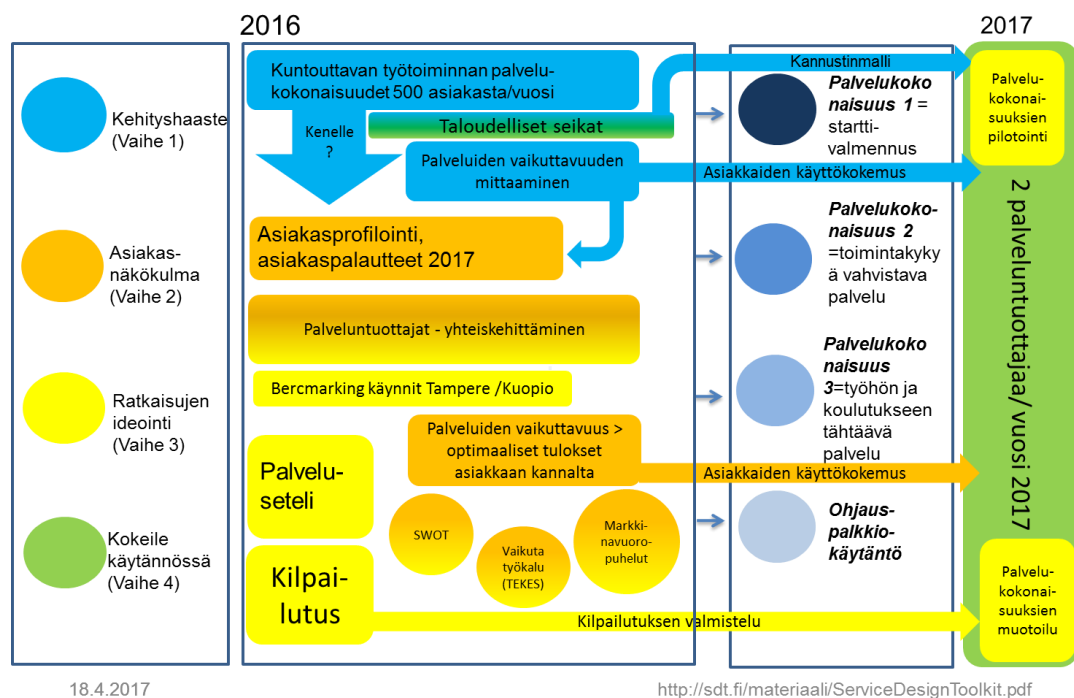 2016
2017
Kehityshaaste
(Vaihe 1)
Asiakas-
näkökulma
(Vaihe 2)
Ratkaisujen
ideointi
(Vaihe 3)
Kokeile
käytännössä
(Vaihe 4)
Kuntouttavan työtoiminnan palvelu-
kokonaisuudet 500 asiakasta/vuosi
Kenelle
?
Taloudelliset seikat
Palveluiden vaikuttavuuden
mittaaminen
Asiakasprofilointi,
asiakaspalautteet 2017
Palveluntuottajat - yhteiskehittäminen
Bercmarking käynnit Tampere /Kuopio
Palveluiden vaikuttavuus >
optimaaliset tulokset
asiakkaan kannalta
Palvelu-
seteli
SWOT
Vaikuta
työkalu
(TEKES)
Markki-
navuoro-
puhelut
Kilpai-
lutus
Kannustinmalli
Palvelukoko
naisuus 1 =
startti-
valmennus
Asiakkaiden käyttökokemus
Palvelukoko-
naisuus 2
=toimintakyky
ä vahvistava
palvelu
Palvelukoko
naisuus
3=työhön ja
koulutukseen
tähtäävä
palvelu
Asiakkaiden käyttökokemus
Ohjaus-
palkkio-
käytäntö
Kilpailutuksen valmistelu
Palvelu-
kokonai-
suuksien
pilotointi
2 palveluntuottajaa/vuosi 2017
Palvelu-
kokonai-
suuksien
muotoilu
18.4.2017
http://sdt.fi/materiaali/ServiceDesignToolkit.pdf